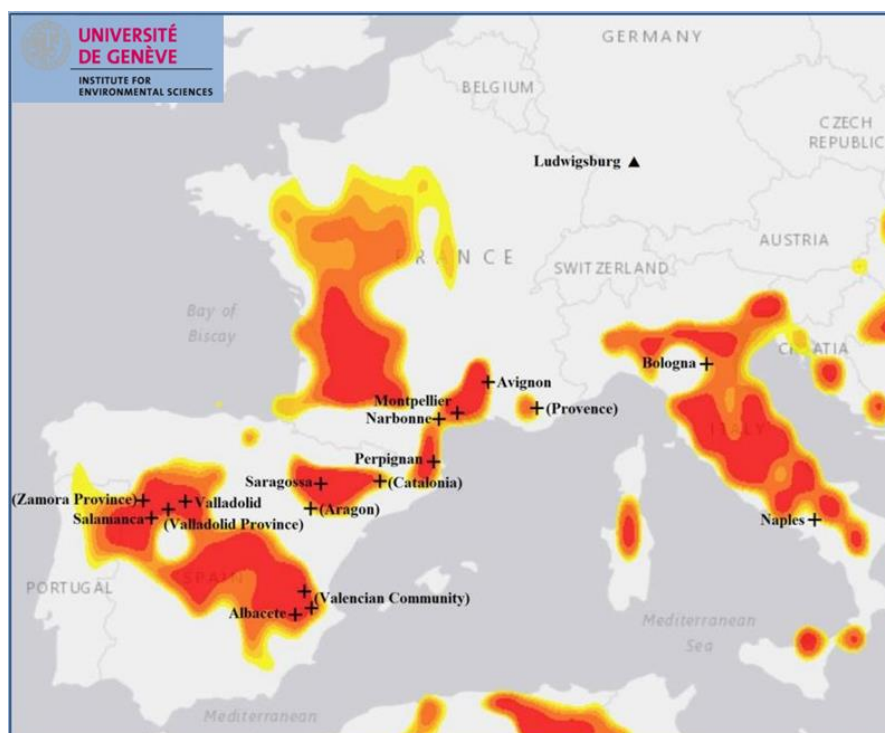 UNIVERSITÉ
DE GENÈVE
INSTITUTE FOR
ENVIRONMENTAL SCIENCES
GERMANY
BELGIUM
CZECH
REPUBLIC
Ludwigsburg
FRANCE
AUSTRIA
SWITZERLAND
Bay of
Biscay
CROATIA
Bologna
Avignon
Montpellier
Narbonne
(Provence)
ITALY
Perpignan
Saragossa
(Catalonia)
(Zamora Province)
Valladolid
Salamanca
(Valladolid Province)
(Aragon)
Naples
PORTUGAL
SPAIN
(Valencian Community)
Albacete
Mediterranean
Sea
Mediterranean